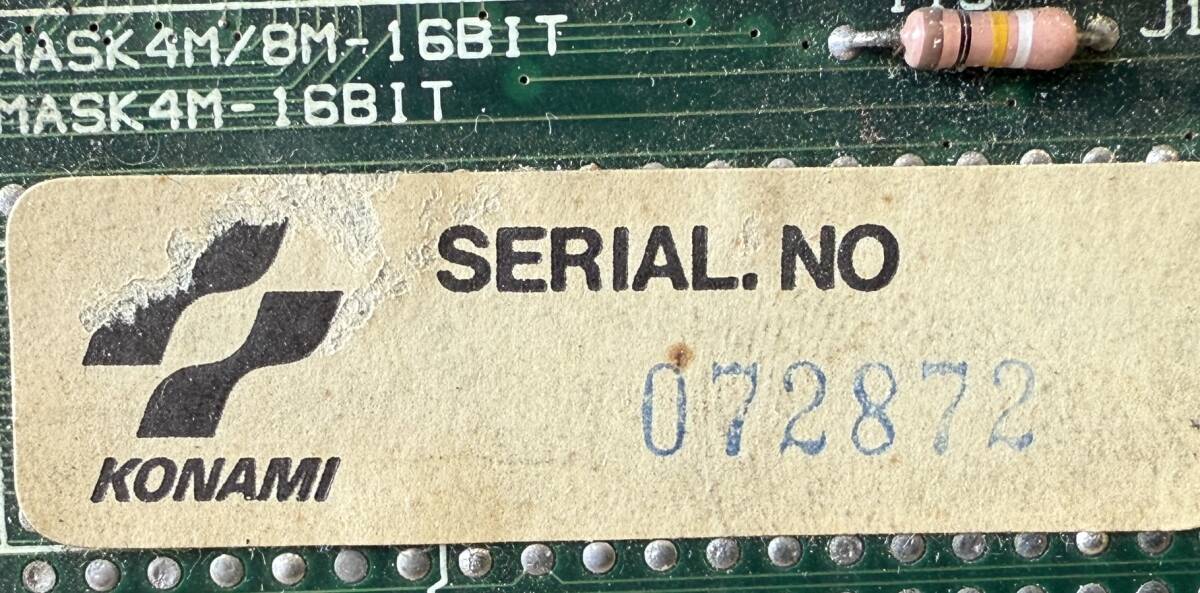 MASK4M/8M-16BIT
MASK4M-16BIT
SERIAL. NO
072872
KONAMI